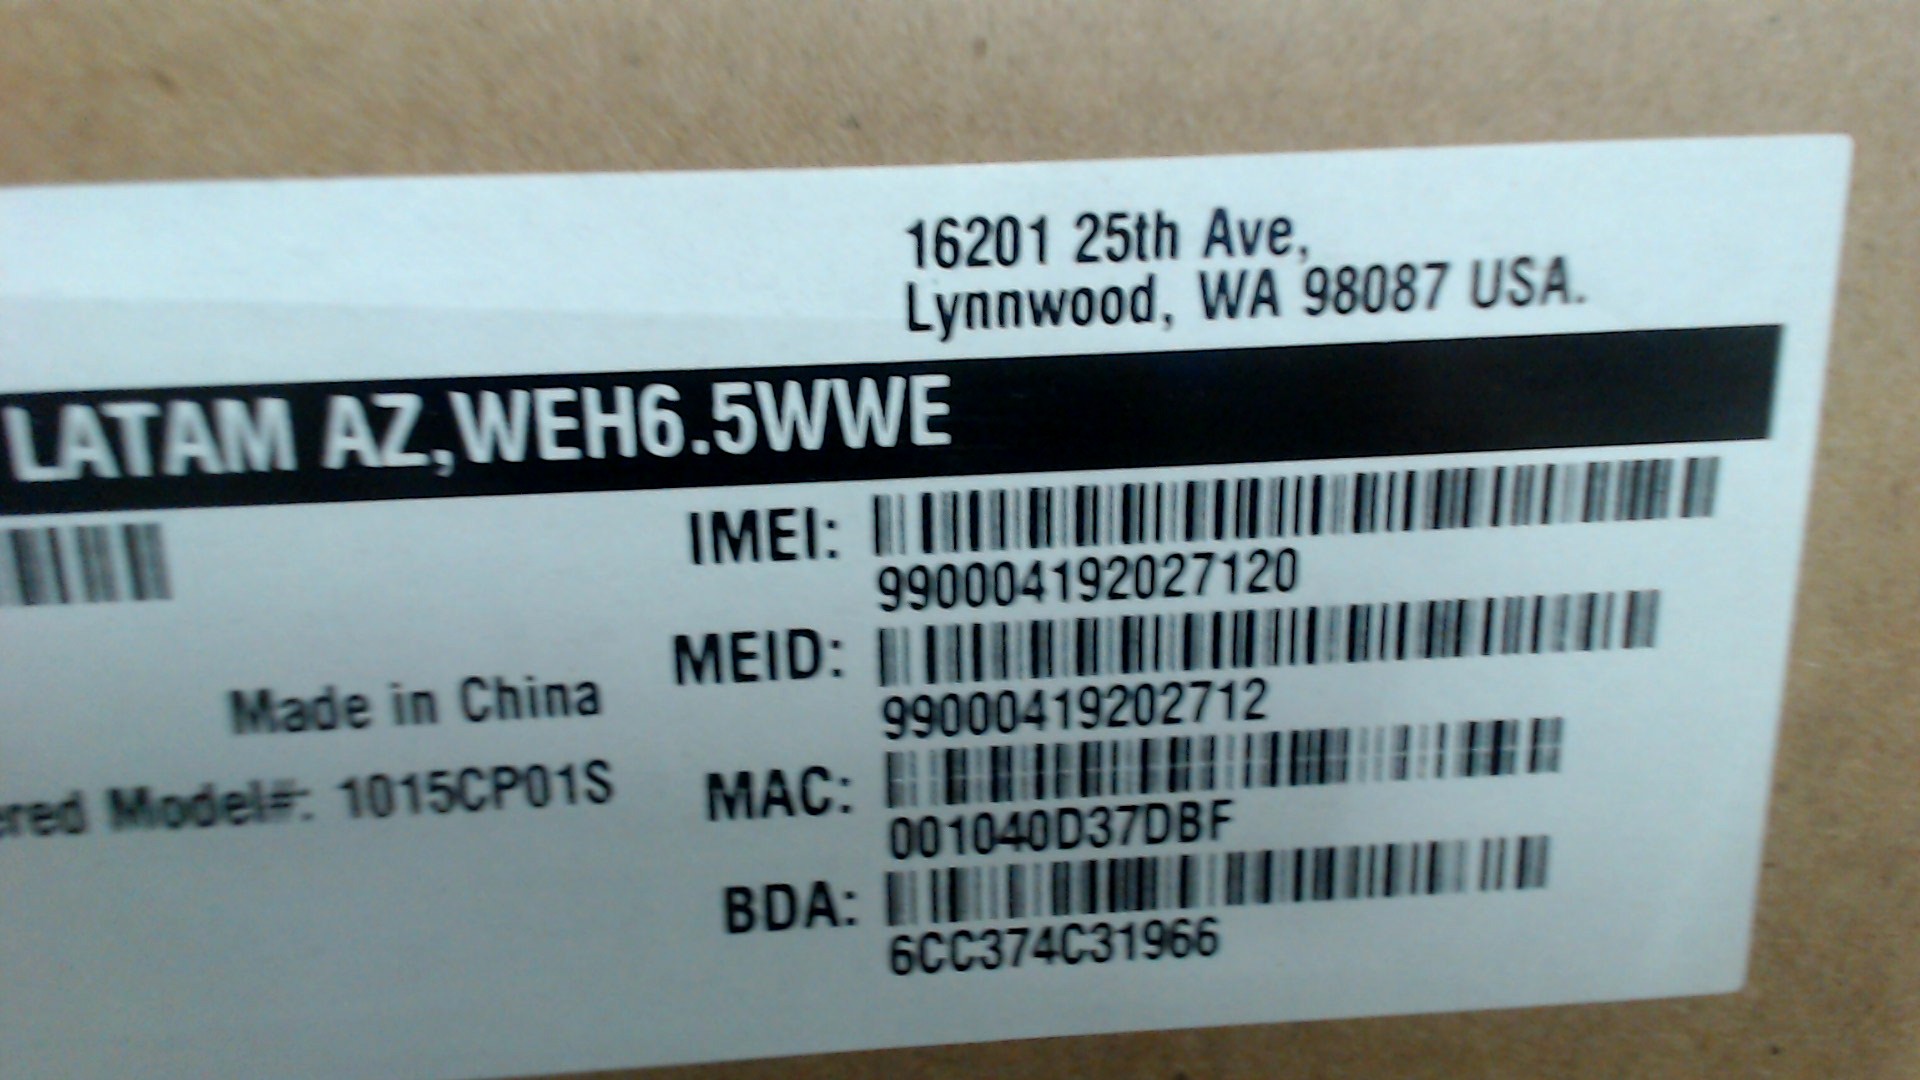 16201 25th Ave,
Lynnwood, WA 98087 USA.
LATAM AZ,WEH6.5WWE
IMEI:
990004192027120
MEID:
99000419202712
Made in China
MAC:
001040D37DBF
Model#: 1015CP01S
BDA:
6CC374C31966